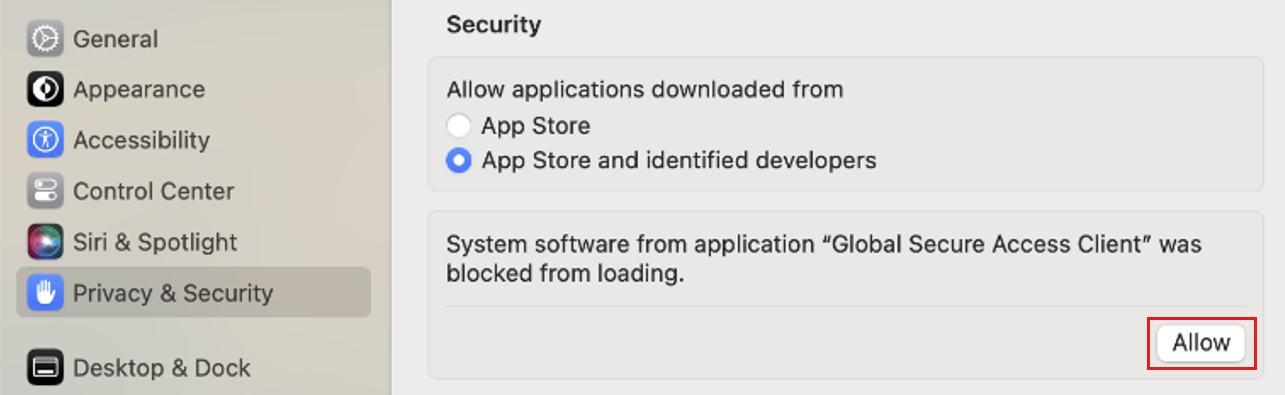 General
Appearance
Accessibility
Control Center
Siri & Spotlight
Privacy & Security
Desktop & Dock
Security
Allow applications downloaded from
App Store
App Store and identified developers
System software from application “Global Secure Access Client” was
blocked from loading.
Allow